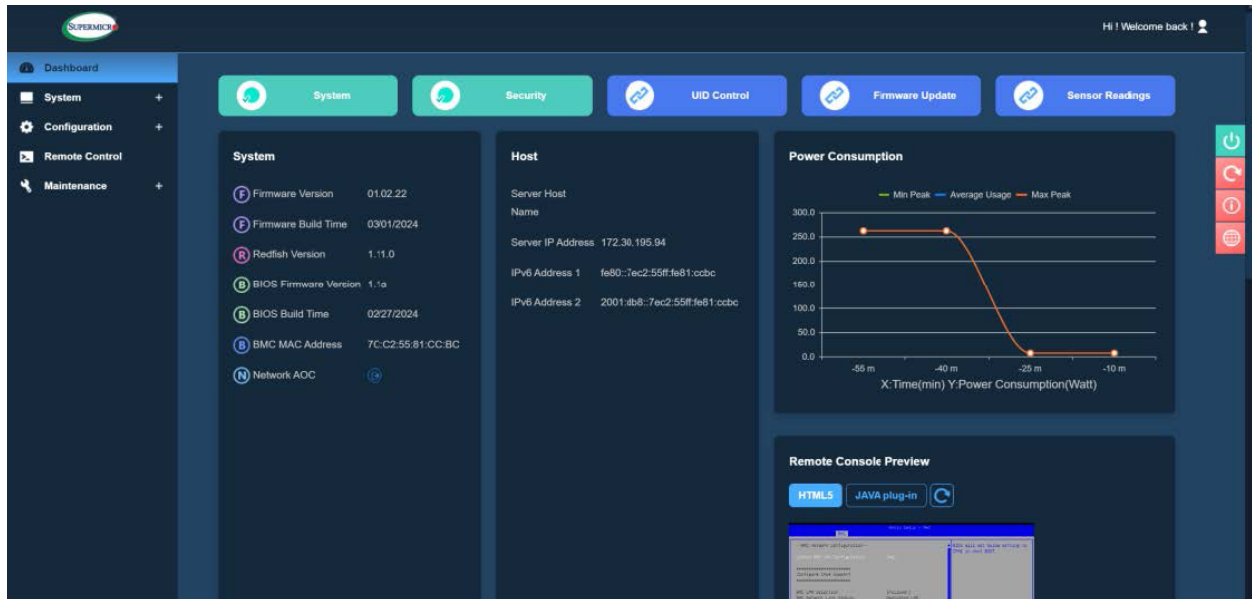 SUPERMICR
Hi ! Welcome back !
Dashboard
System +
Configuration +
Remote Control
Maintenance +
System
Security
UID Control
Firmware Update
Sensor Readings
System
F Firmware Version 01.02.22
F Firmware Build Time 03/01/2024
R Redfish Version 1.11.0
B BIOS Firmware Version 1.1a
B BIOS Build Time 02/27/2024
B BMC MAC Address 7C:C2:55:81:CC:BC
N Network AOC
Host
Server Host
Name
Server IP Address 172.30.195.94
IPv6 Address 1 fe80::7ec2:55ff:fe81:ccbc
IPv6 Address 2 2001:db8::7ec2:55ff:fe81:ccbc
Power Consumption
Min Peak Average Usage Max Peak
300.0
250.0
200.0
150.0
100.0
50.0
0.0
-55 m -40 m -25 m -10 m
X:Time(min) Y:Power Consumption(Watt)
Remote Console Preview
HTML5 JAVA plug-in